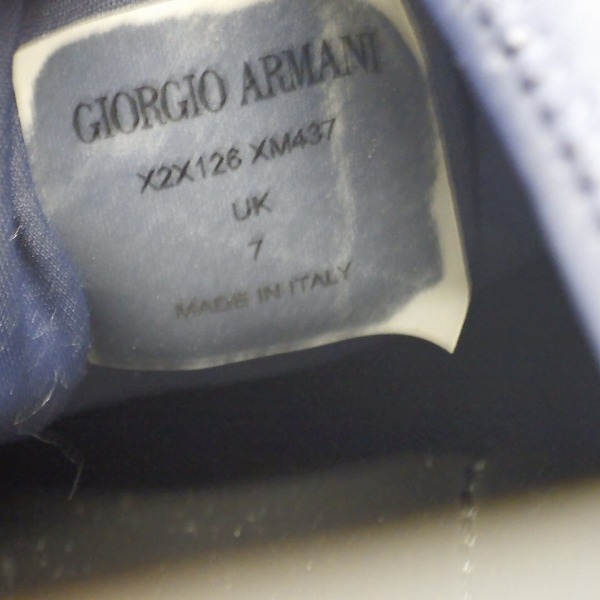 GIORGIO ARMANI
X2X126 XM437
UK
7
MADE IN ITALY